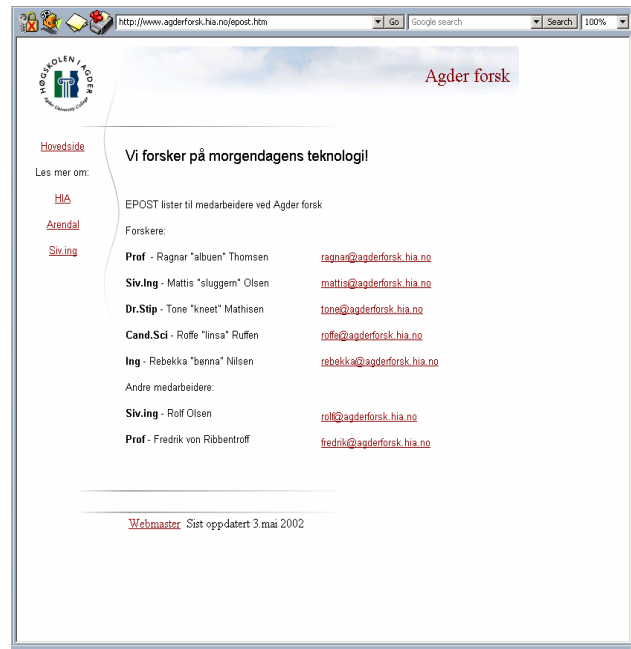 http://www.agderforsk.hia.no/epost.htm Go Google search Search 100%
HØGSKOLEN I AGDER
Agder University College
Agder forsk
Hovedside
Les mer om:
HIA
Arendal
Siv.ing
Vi forsker på morgendagens teknologi!
EPOST lister til medarbeidere ved Agder forsk
Forskere:
Prof - Ragnar "albuen" Thomsen ragnar@agderforsk.hia.no
Siv.Ing - Mattis "sluggern" Olsen mattis@agderforsk.hia.no
Dr.Stip - Tone "kneet" Mathisen tone@agderforsk.hia.no
Cand.Sci - Roffe "linsa" Ruffen roffe@agderforsk.hia.no
Ing - Rebekka "bønna" Nilsen rebekka@agderforsk.hia.no
Andre medarbeidere:
Siv.ing - Rolf Olsen rolf@agderforsk.hia.no
Prof - Fredrik von Ribbentroff fredrik@agderforsk.hia.no
Webmaster Sist oppdatert 3.mai 2002